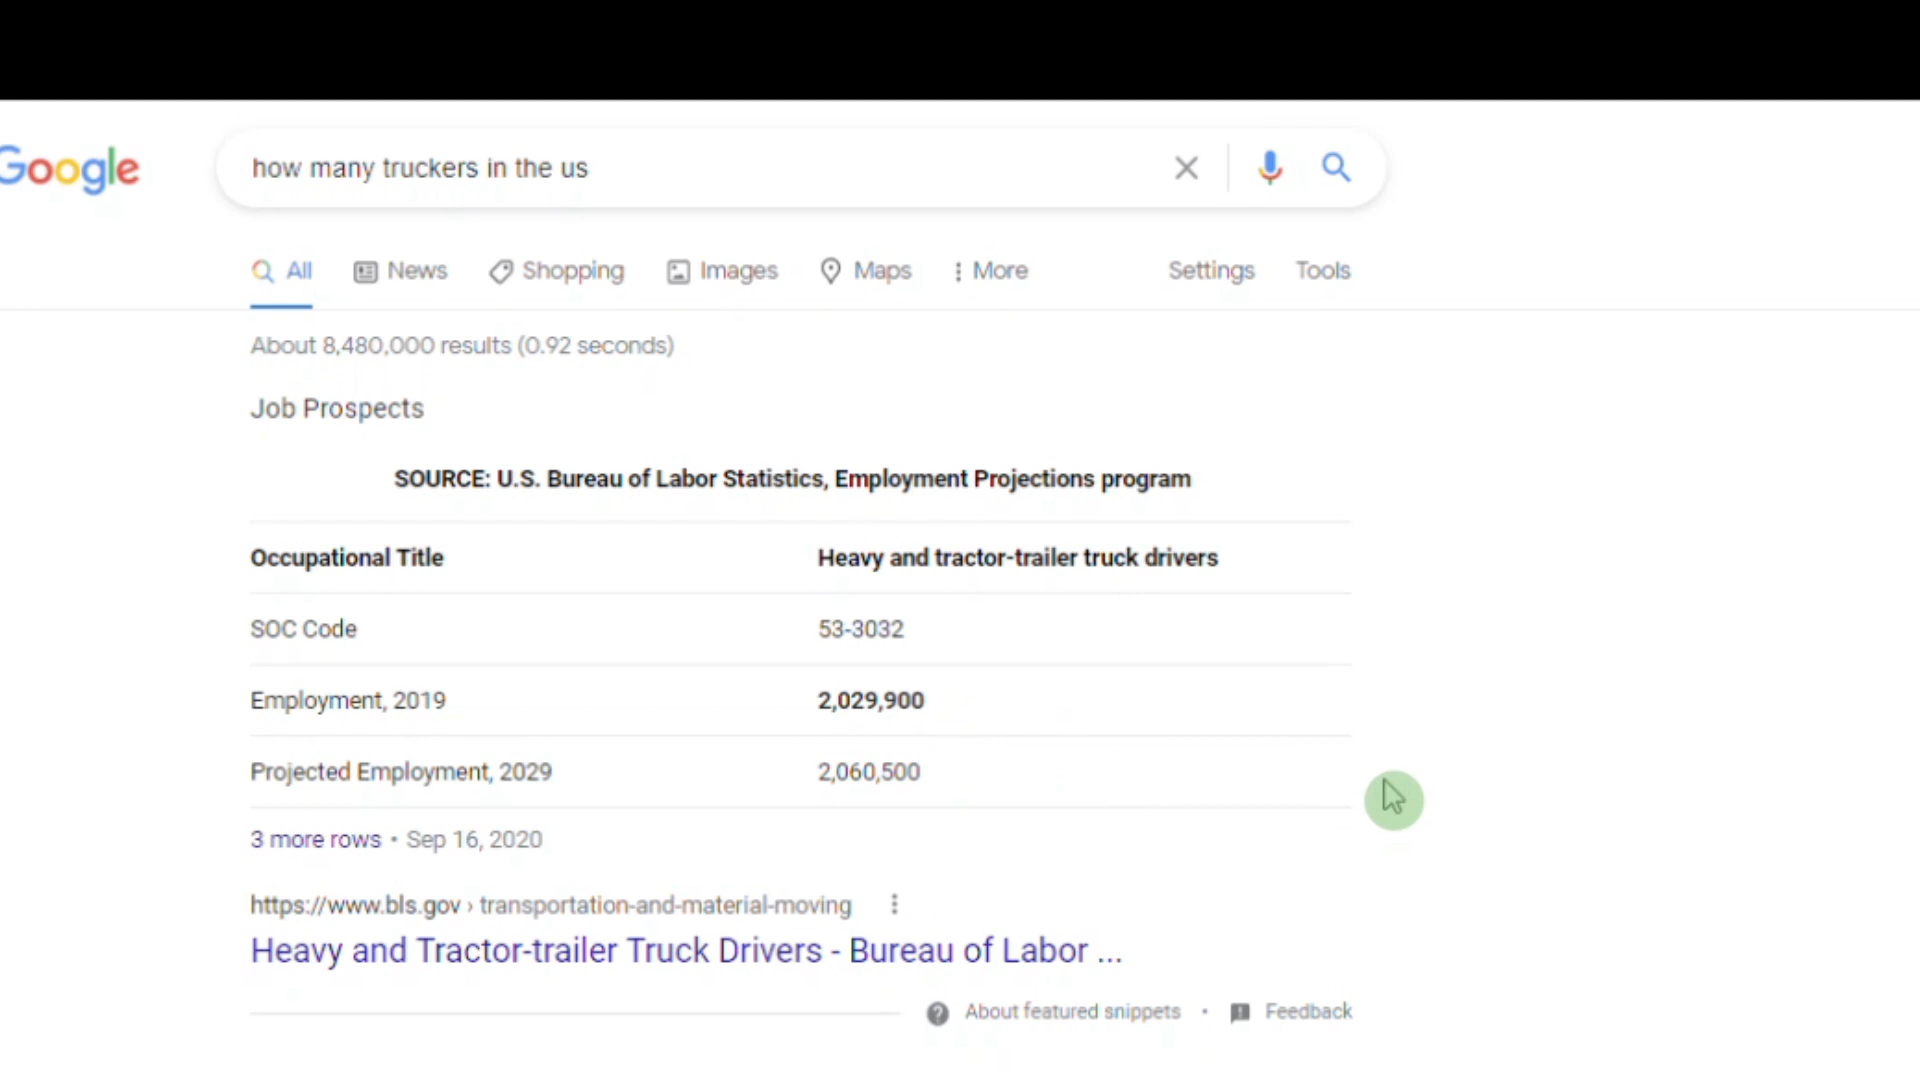 Google
how many truckers in the us
All News Shopping Images Maps More Settings Tools
About 8,480,000 results (0.92 seconds)
Job Prospects
SOURCE: U.S. Bureau of Labor Statistics, Employment Projections program
Occupational Title Heavy and tractor-trailer truck drivers
SOC Code 53-3032
Employment, 2019 2,029,900
Projected Employment, 2029 2,060,500
3 more rows • Sep 16, 2020
https://www.bls.gov › transportation-and-material-moving
Heavy and Tractor-trailer Truck Drivers - Bureau of Labor ...
About featured snippets • Feedback